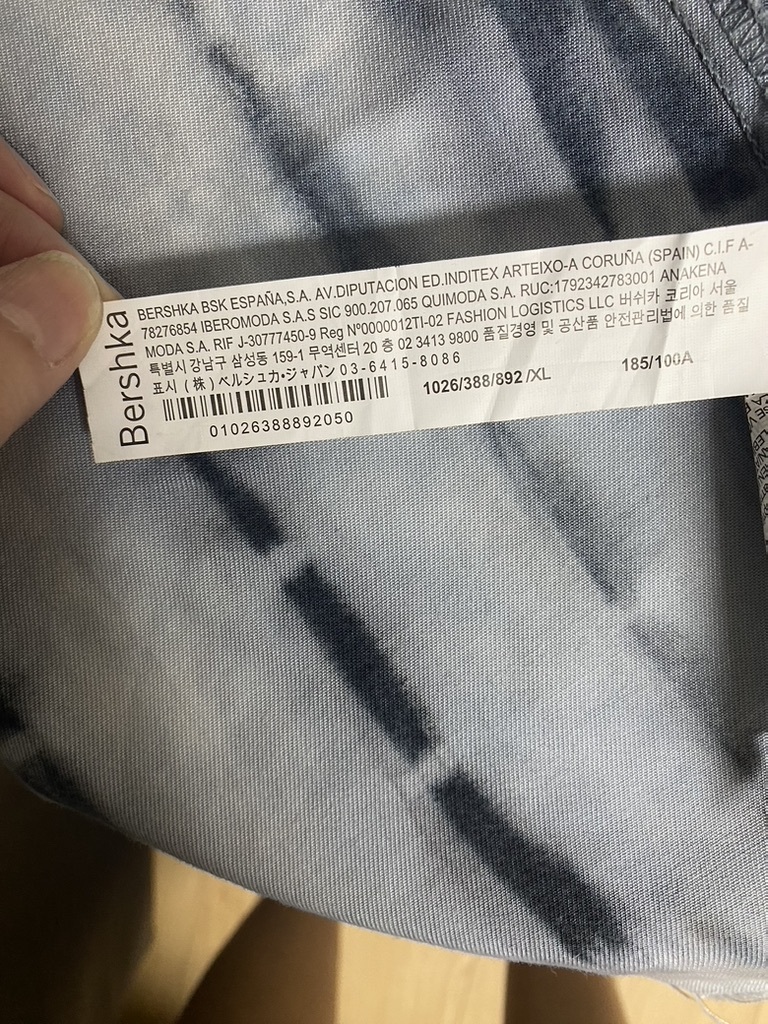 Bershka
BERSHKA BSK ESPAÑA,S.A. AV.DIPUTACION ED.INDITEX ARTEIXO-A CORUÑA (SPAIN) C.I.F A-
78276854 IBEROMODA S.A.S SIC 900.207.065 QUIMODA S.A. RUC:1792342783001 ANAKENA
MODA S.A. RIF J-30777450-9 Reg Nº0000012TI-02 FASHION LOGISTICS LLC 버쉬카 코리아 서울
특별시 강남구 삼성동 159-1 무역센터 20 층 02 3413 9800 품질경영 및 공산품 안전관리법에 의한 품질
표시 (株) ベルシュカ・ジャパン 03-6415-8086
1026/388/892 /XL 185/100A
01026388892050